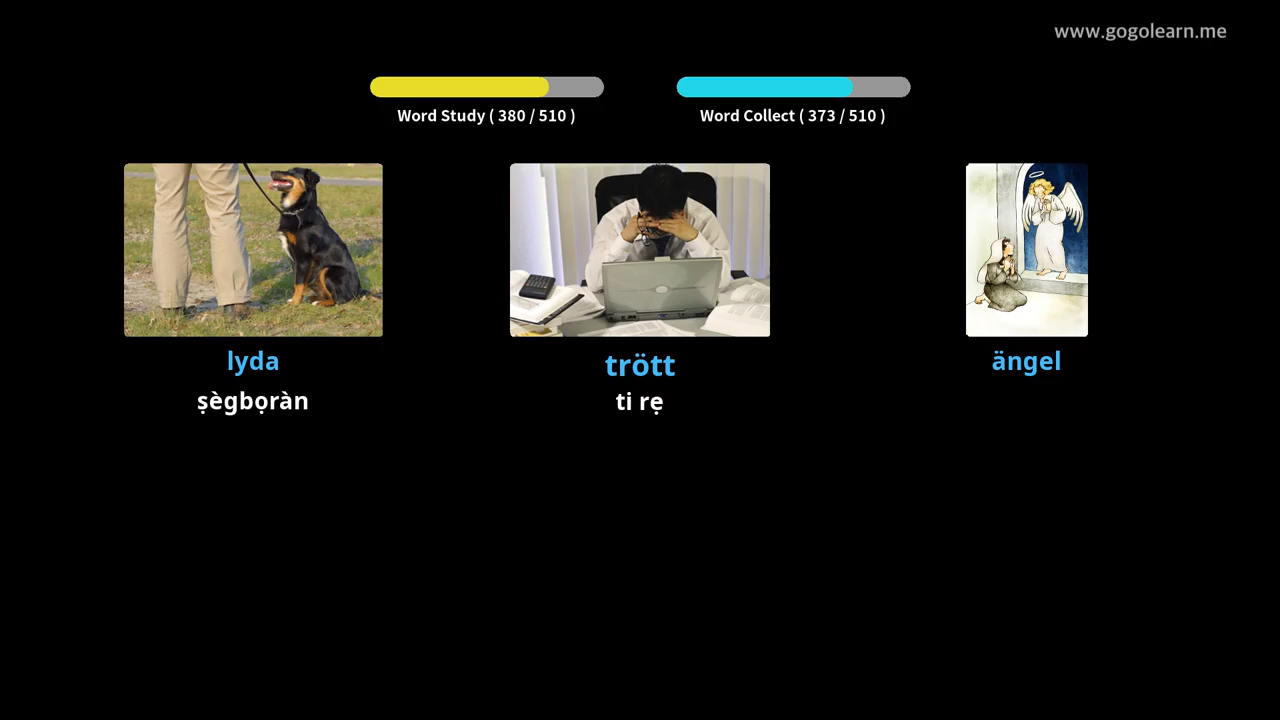 www.gogolearn.me
Word Study ( 380 / 510 )
Word Collect ( 373 / 510 )
lyda
ṣègbọràn
trött
ti rẹ
ängel